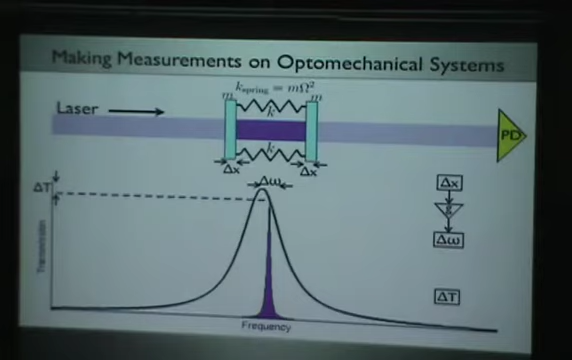 Making Measurements on Optomechanical Systems
k_spring = mΩ²
m
m
Laser
k
PD
k
Δx
Δx
Δω
ΔT
Δx
g
Δω
ΔT
Transmission
Frequency